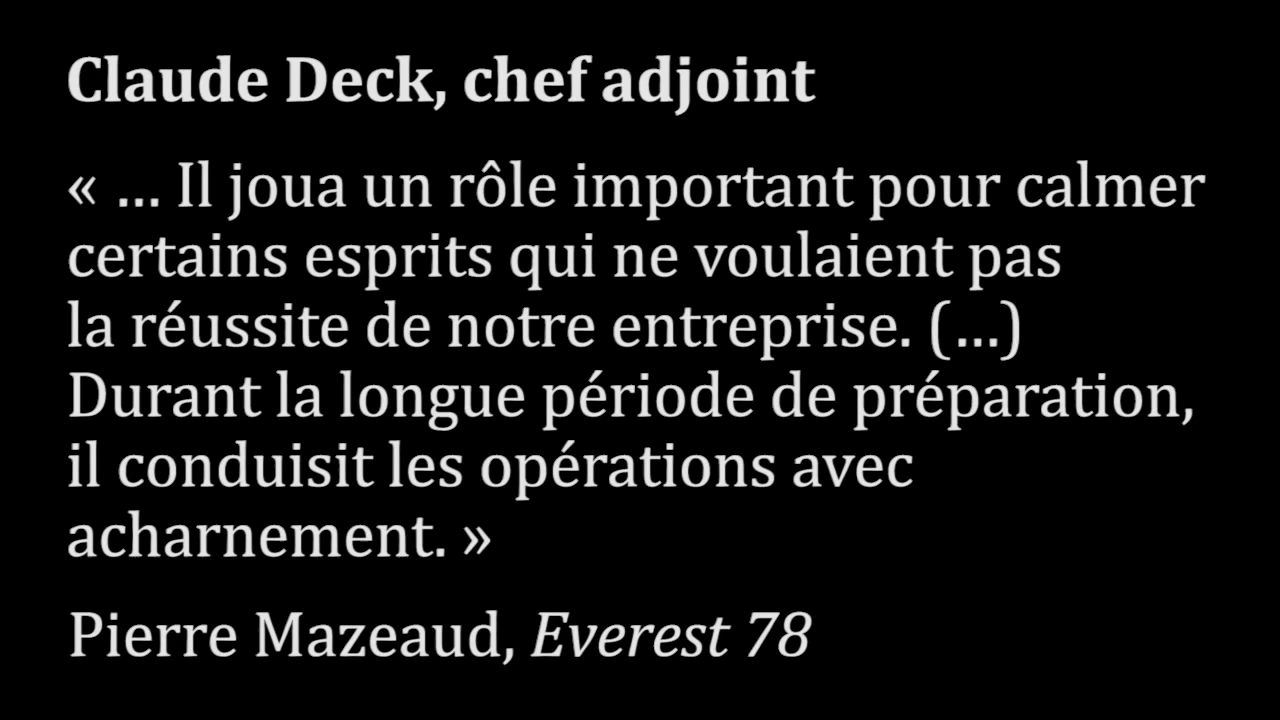 Claude Deck, chef adjoint
« … Il joua un rôle important pour calmer
certains esprits qui ne voulaient pas
la réussite de notre entreprise. (…)
Durant la longue période de préparation,
il conduisit les opérations avec
acharnement. »
Pierre Mazeaud, Everest 78